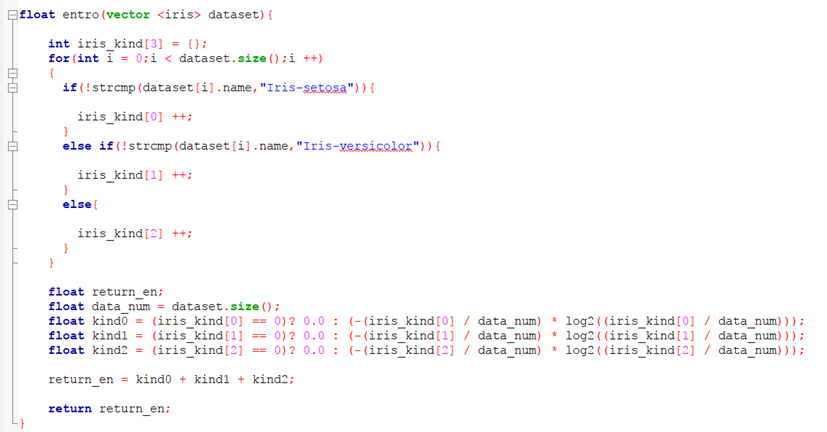 float entro(vector <iris> dataset){
int iris_kind[3] = {};
for(int i = 0;i < dataset.size();i ++)
{
if(!strcmp(dataset[i].name,"Iris-setosa")){
iris_kind[0] ++;
}
else if(!strcmp(dataset[i].name,"Iris-versicolor")){
iris_kind[1] ++;
}
else{
iris_kind[2] ++;
}
}
float return_en;
float data_num = dataset.size();
float kind0 = (iris_kind[0] == 0)? 0.0 : (-(iris_kind[0] / data_num) * log2((iris_kind[0] / data_num)));
float kind1 = (iris_kind[1] == 0)? 0.0 : (-(iris_kind[1] / data_num) * log2((iris_kind[1] / data_num)));
float kind2 = (iris_kind[2] == 0)? 0.0 : (-(iris_kind[2] / data_num) * log2((iris_kind[2] / data_num)));
return_en = kind0 + kind1 + kind2;
return return_en;
}